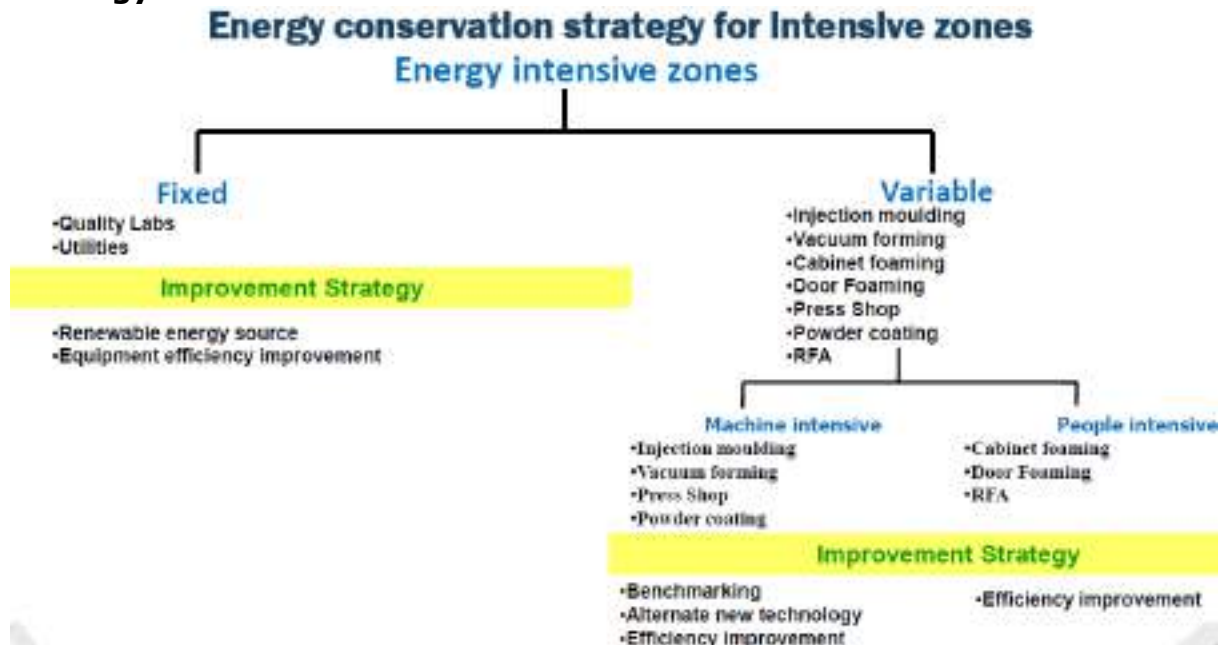 Energy conservation strategy for Intensive zones
Energy intensive zones
Fixed
•Quality Labs
•Utilities
Improvement Strategy
•Renewable energy source
•Equipment efficiency improvement
Variable
•Injection moulding
•Vacuum forming
•Cabinet foaming
•Door Foaming
•Press Shop
•Powder coating
•RFA
Machine intensive
•Injection moulding
•Vacuum forming
•Press Shop
•Powder coating
People intensive
•Cabinet foaming
•Door Foaming
•RFA
Improvement Strategy
•Benchmarking
•Alternate new technology
•Efficiency improvement
•Efficiency improvement